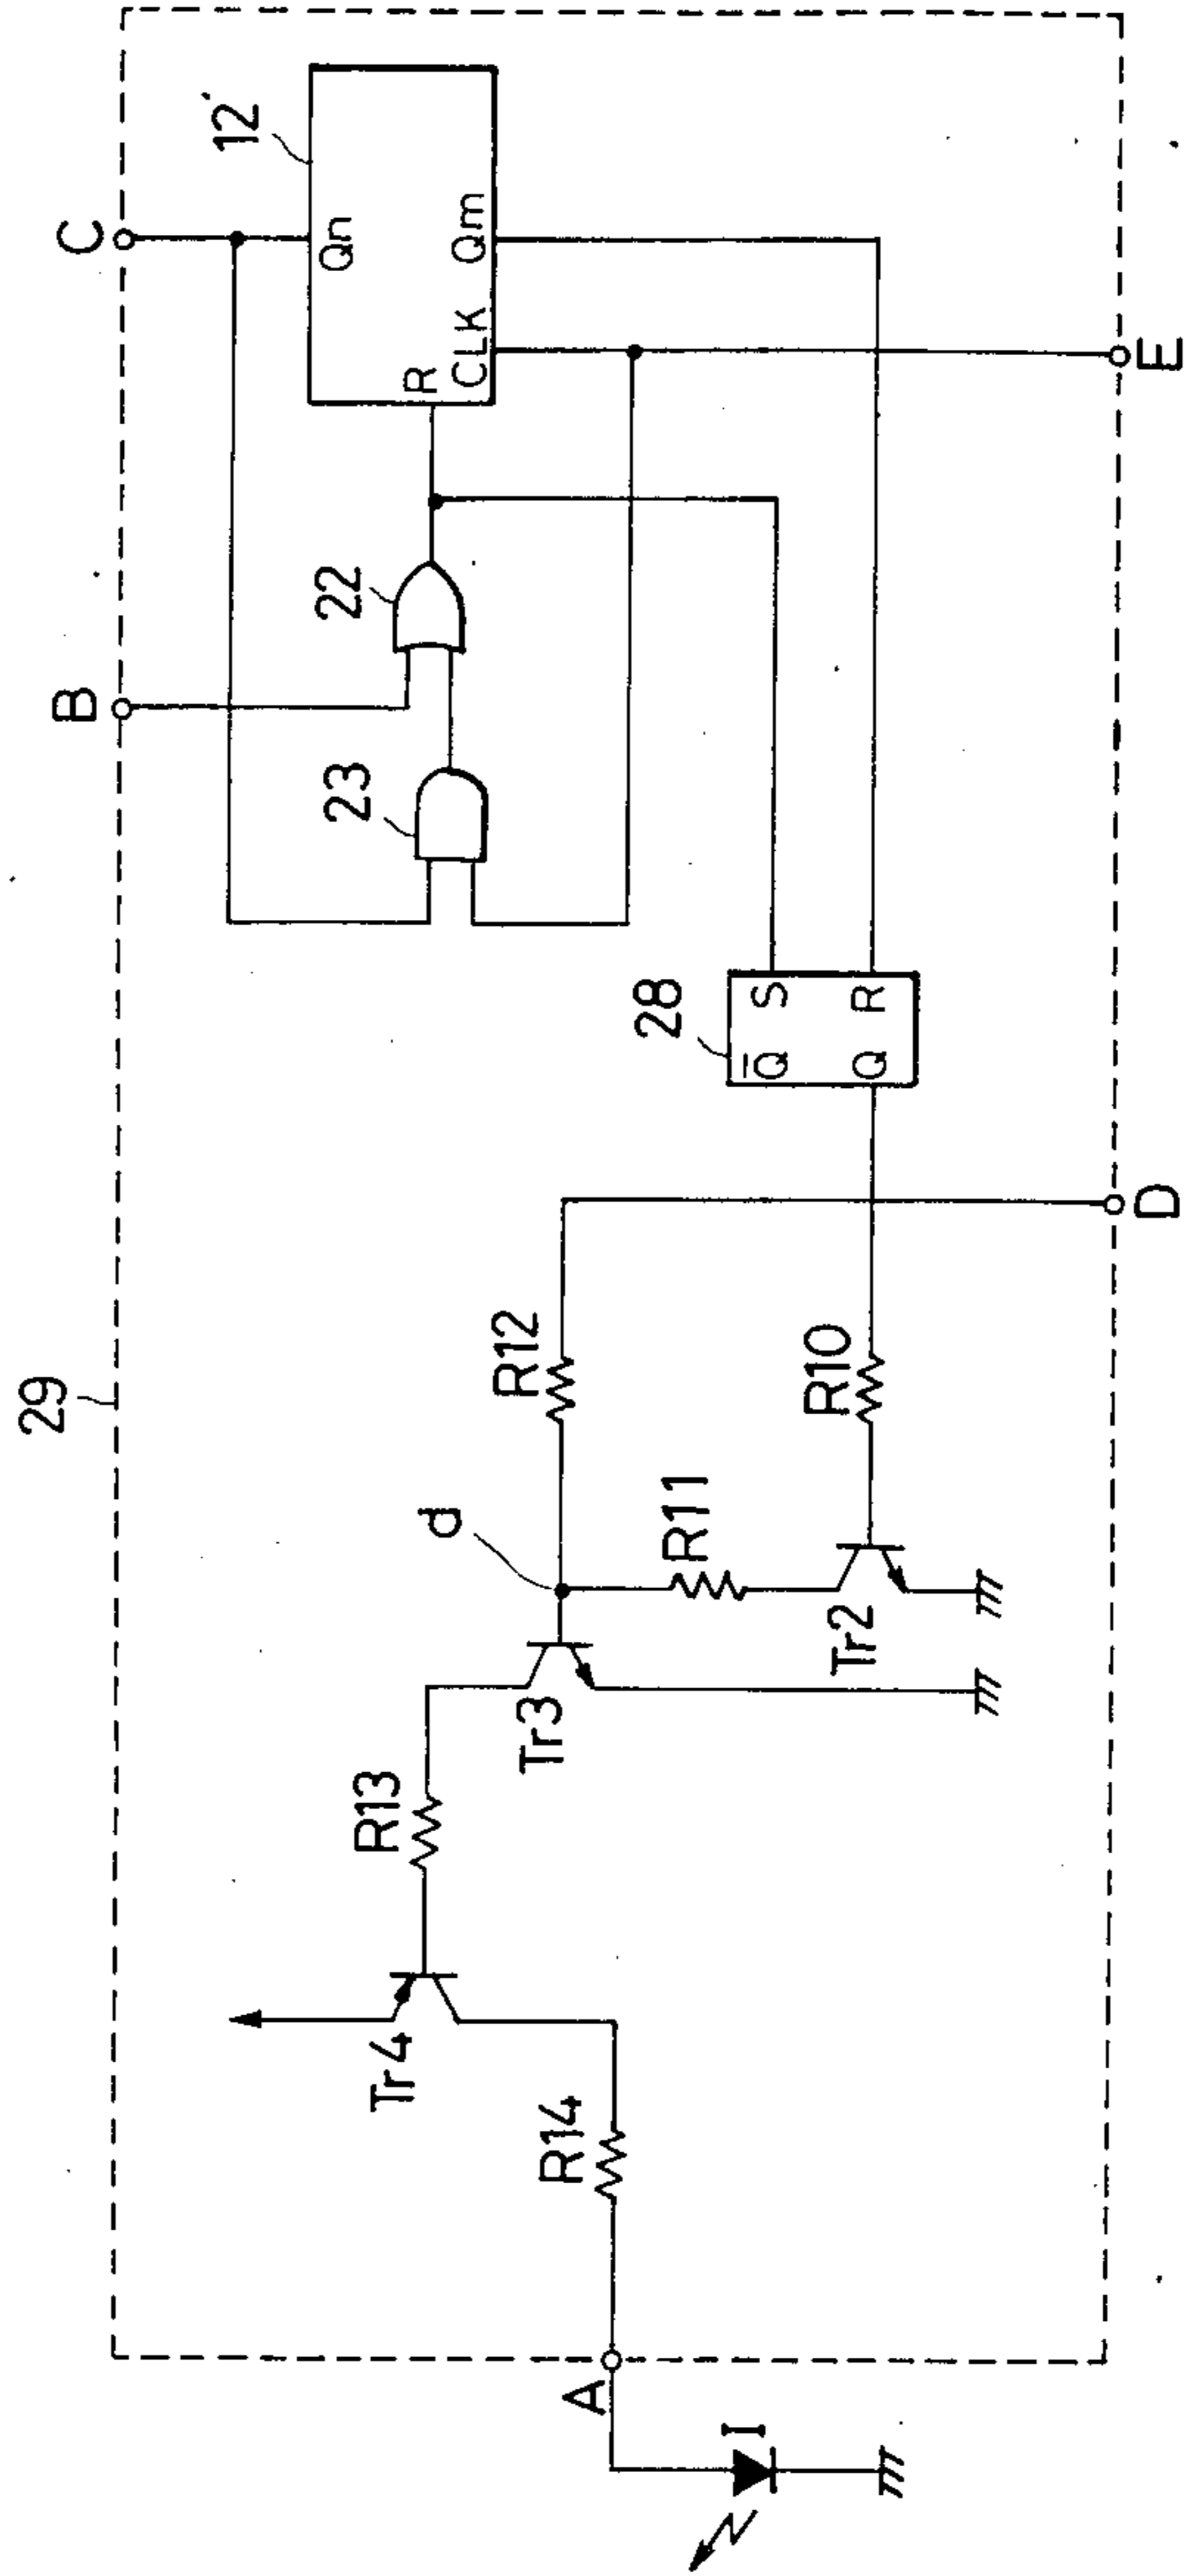 29
B
C
12'
Qn
R
CLK
Qm
22
23
28
Q̅
S
Q
R
R12
R10
d
R11
Tr2
Tr3
R13
Tr4
R14
A
I
D
E